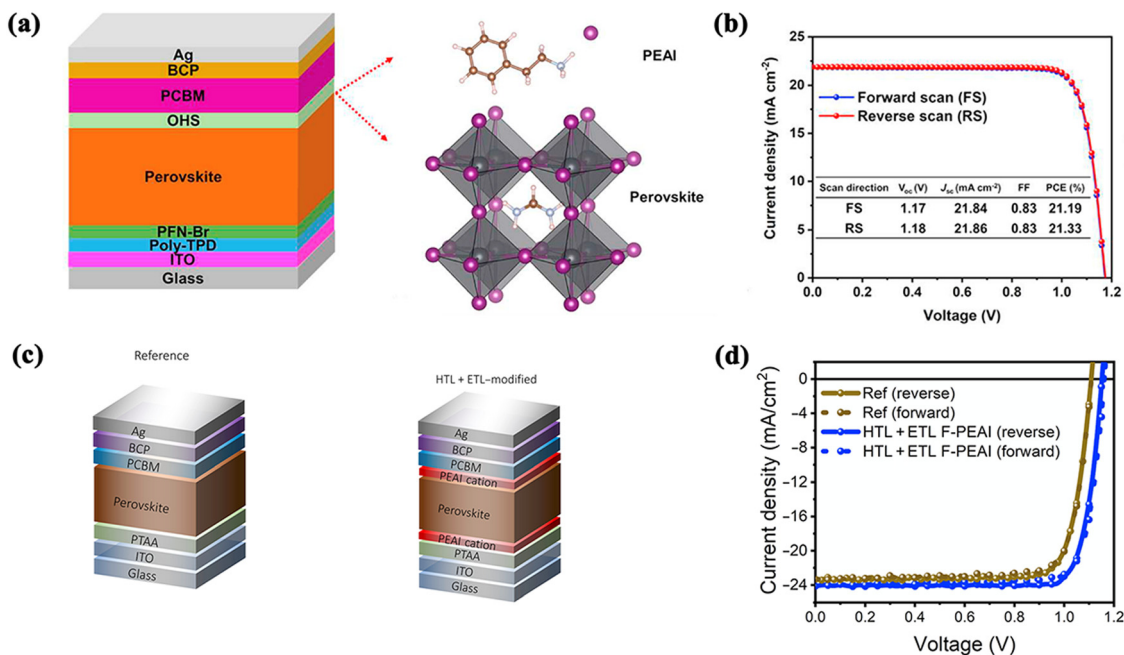 (a)
Ag
BCP
PCBM
OHS
Perovskite
PFN-Br
Poly-TPD
ITO
Glass
PEAI
Perovskite
(b)
Current density (mA cm⁻²)
25
20
15
10
5
0
Forward scan (FS)
Reverse scan (RS)
Scan direction Voc (V) Jsc (mA cm⁻²) FF PCE (%)
FS 1.17 21.84 0.83 21.19
RS 1.18 21.86 0.83 21.33
0.0 0.2 0.4 0.6 0.8 1.0 1.2
Voltage (V)
(c)
Reference
Ag
BCP
PCBM
Perovskite
PTAA
ITO
Glass
HTL + ETL–modified
Ag
BCP
PCBM
PEAI cation
Perovskite
PEAI cation
PTAA
ITO
Glass
(d)
Current density (mA/cm²)
0
−4
−8
−12
−16
−20
−24
Ref (reverse)
Ref (forward)
HTL + ETL F-PEAI (reverse)
HTL + ETL F-PEAI (forward)
0.0 0.2 0.4 0.6 0.8 1.0 1.2
Voltage (V)